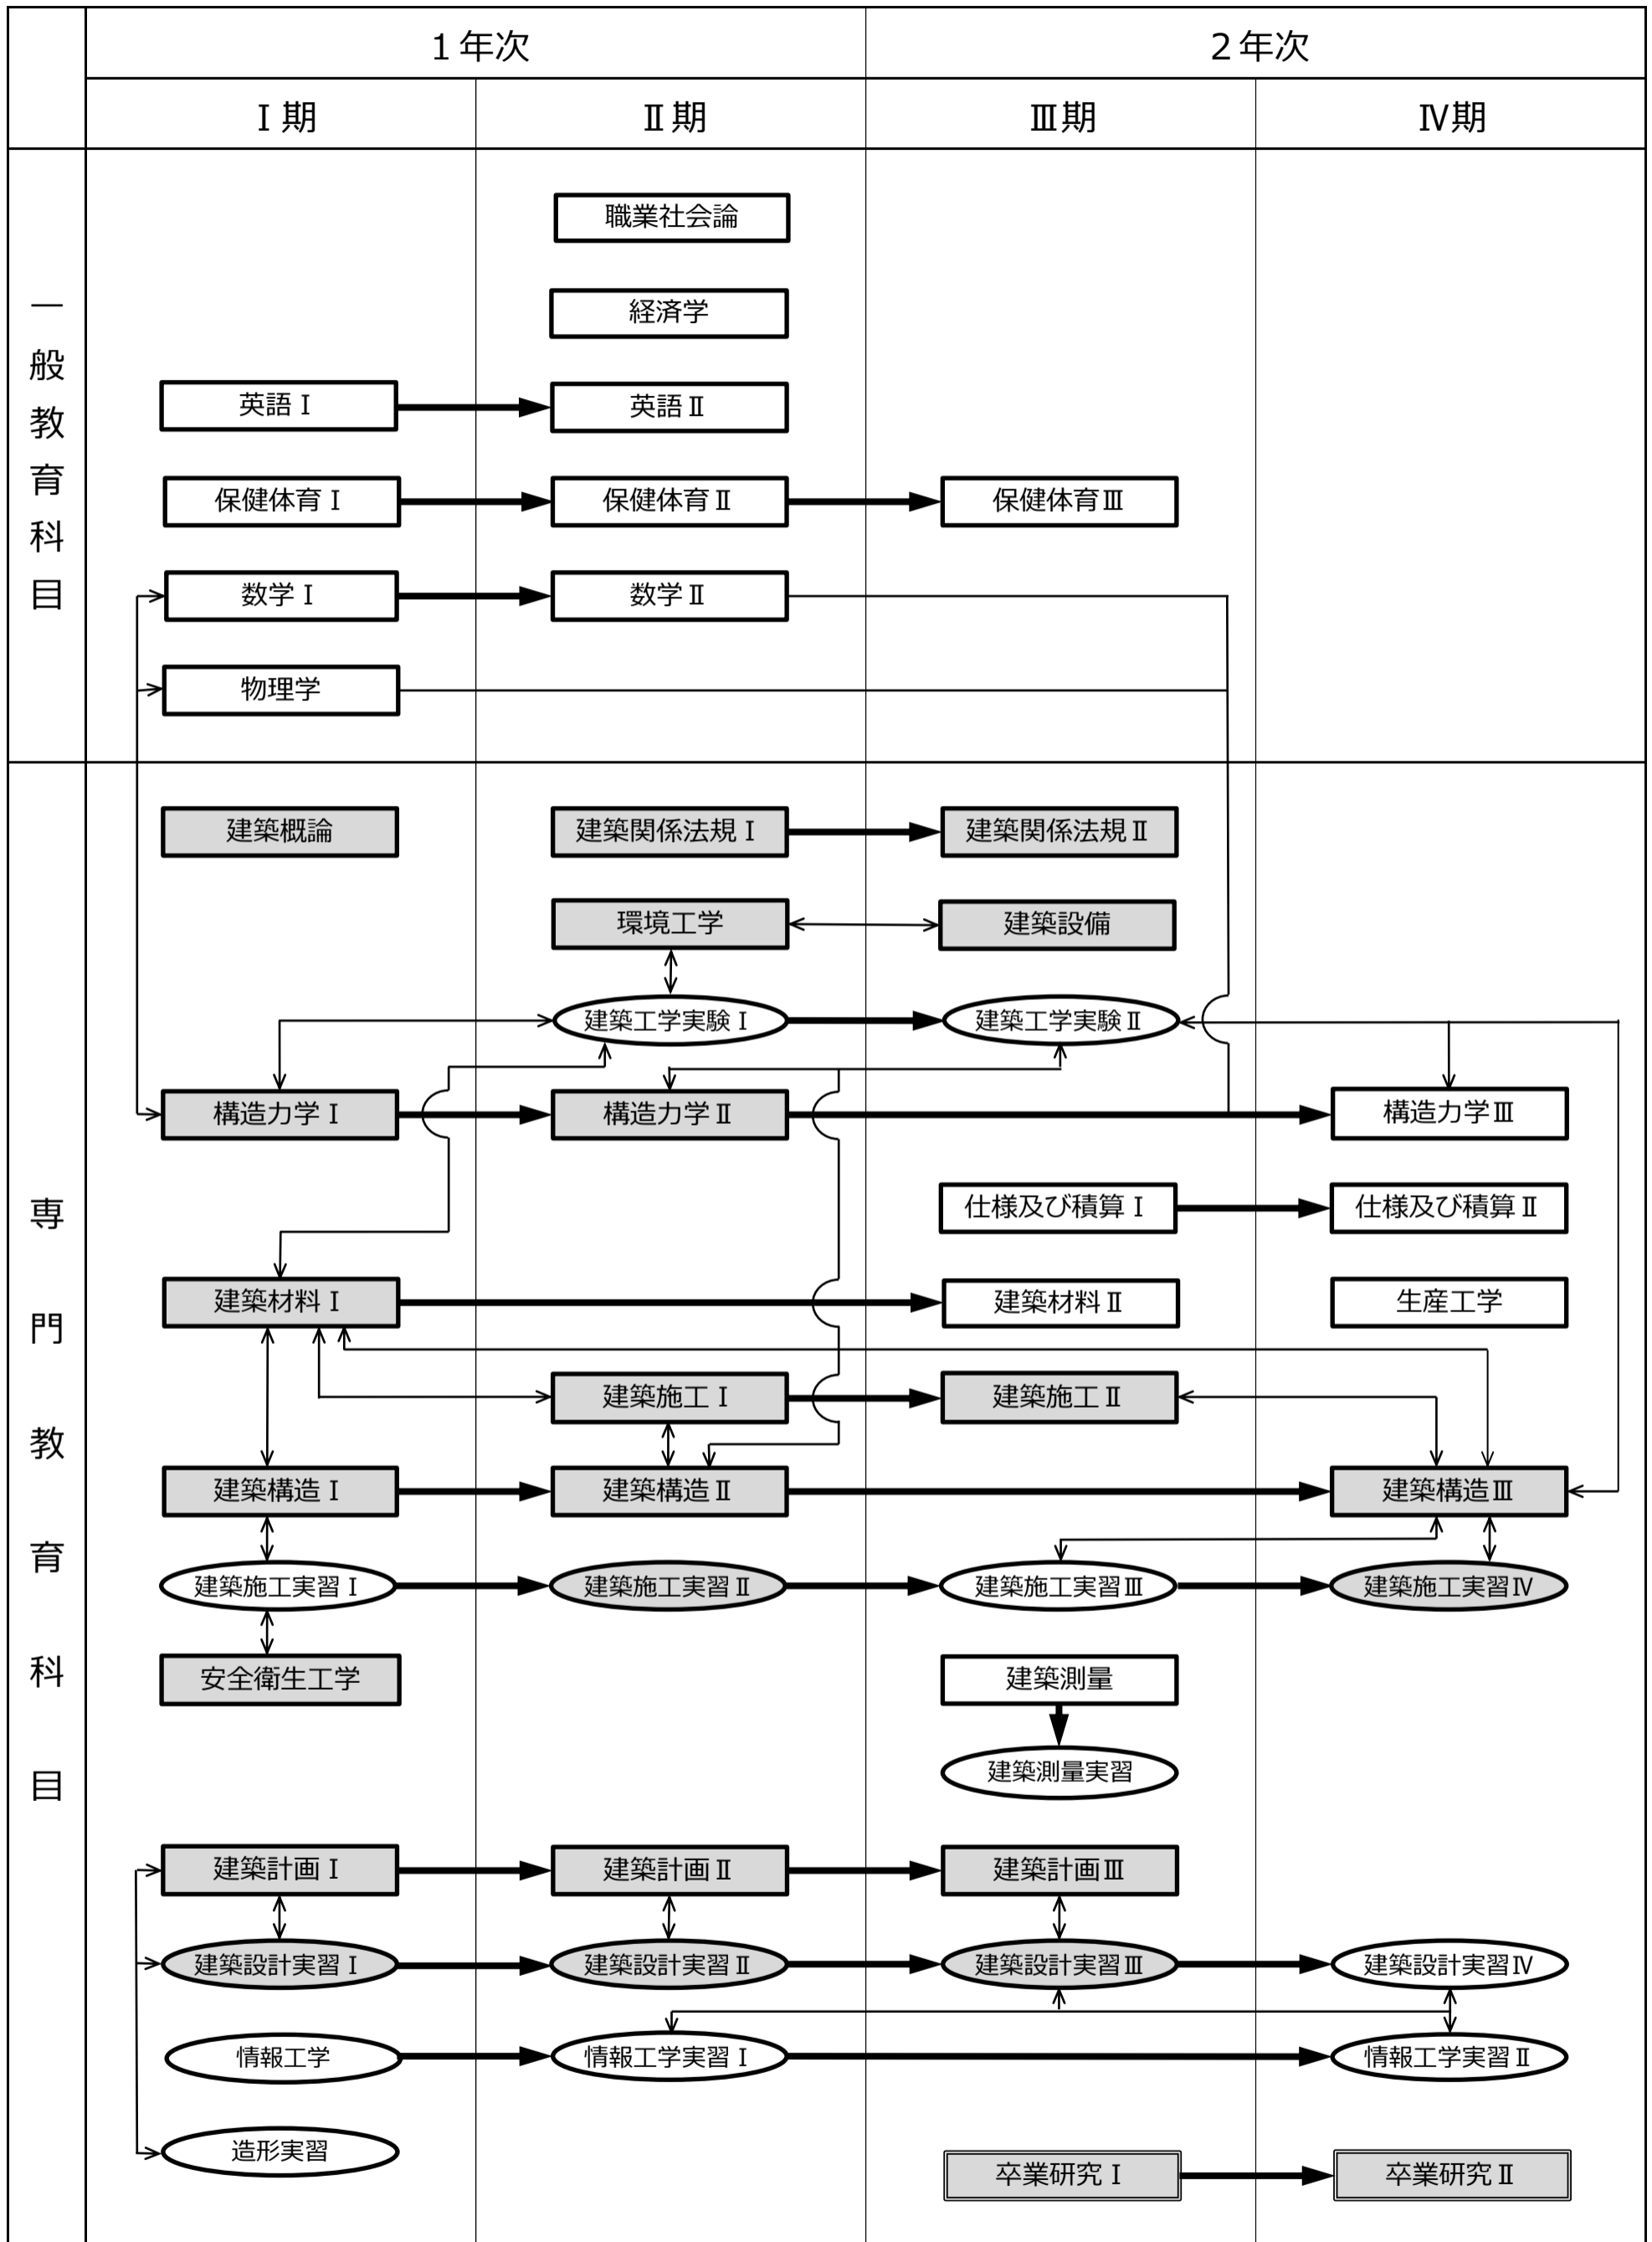 １年次
２年次
Ⅰ 期
Ⅱ 期
Ⅲ期
Ⅳ期
一般教育科目
職業社会論
経済学
英語Ⅰ
英語Ⅱ
保健体育Ⅰ
保健体育Ⅱ
保健体育Ⅲ
数学Ⅰ
数学Ⅱ
物理学
専門教育科目
建築概論
建築関係法規Ⅰ
建築関係法規Ⅱ
環境工学
建築設備
建築工学実験Ⅰ
建築工学実験Ⅱ
構造力学Ⅰ
構造力学Ⅱ
構造力学Ⅲ
仕様及び積算Ⅰ
仕様及び積算Ⅱ
建築材料Ⅰ
建築材料Ⅱ
生産工学
建築施工Ⅰ
建築施工Ⅱ
建築構造Ⅰ
建築構造Ⅱ
建築構造Ⅲ
建築施工実習Ⅰ
建築施工実習Ⅱ
建築施工実習Ⅲ
建築施工実習Ⅳ
安全衛生工学
建築測量
建築測量実習
建築計画Ⅰ
建築計画Ⅱ
建築計画Ⅲ
建築設計実習Ⅰ
建築設計実習Ⅱ
建築設計実習Ⅲ
建築設計実習Ⅳ
情報工学
情報工学実習Ⅰ
情報工学実習Ⅱ
造形実習
卒業研究Ⅰ
卒業研究Ⅱ